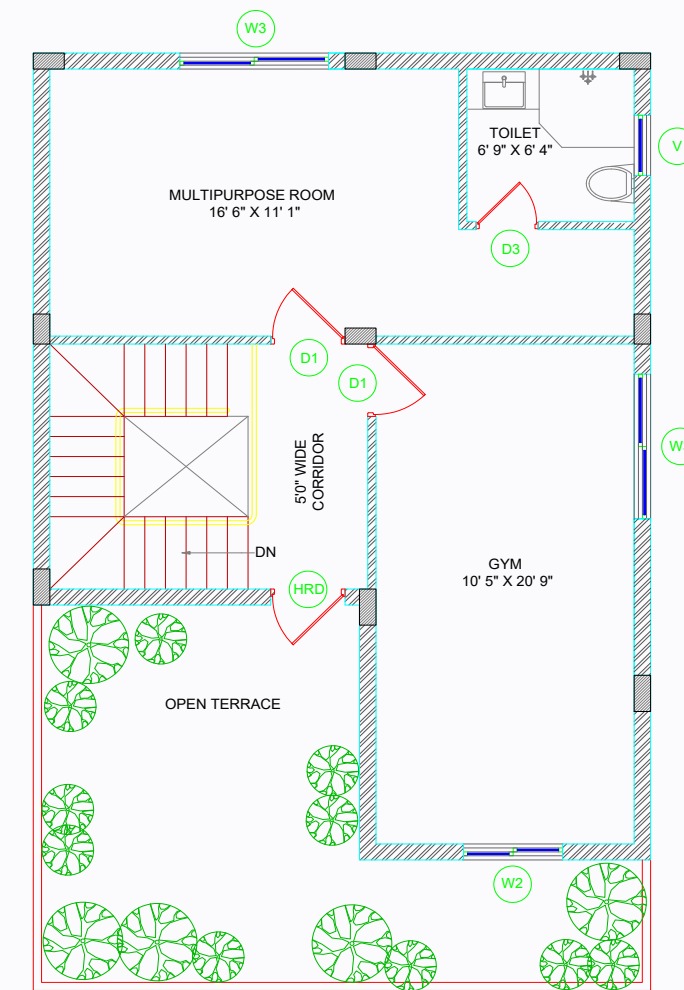 W3
TOILET
6' 9" X 6' 4"
V
MULTIPURPOSE ROOM
16' 6" X 11' 1"
D3
D1
D1
W
5'0" WIDE
CORRIDOR
DN
GYM
10' 5" X 20' 9"
HRD
OPEN TERRACE
W2